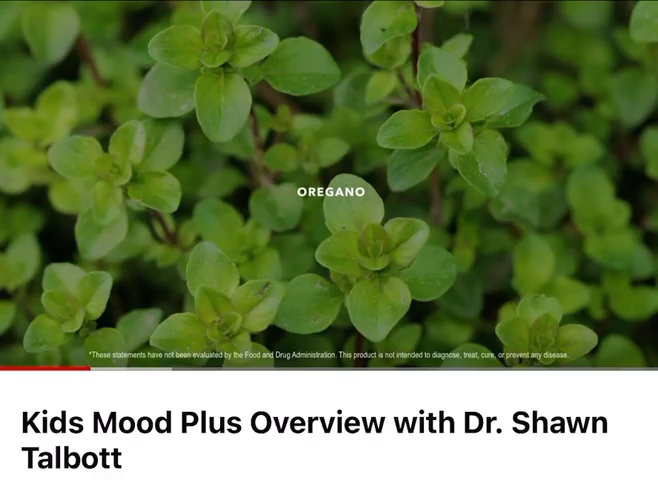 OREGANO
*These statements have not been evaluated by the Food and Drug Administration. This product is not intended to diagnose, treat, cure, or prevent any disease.
Kids Mood Plus Overview with Dr. Shawn
Talbott